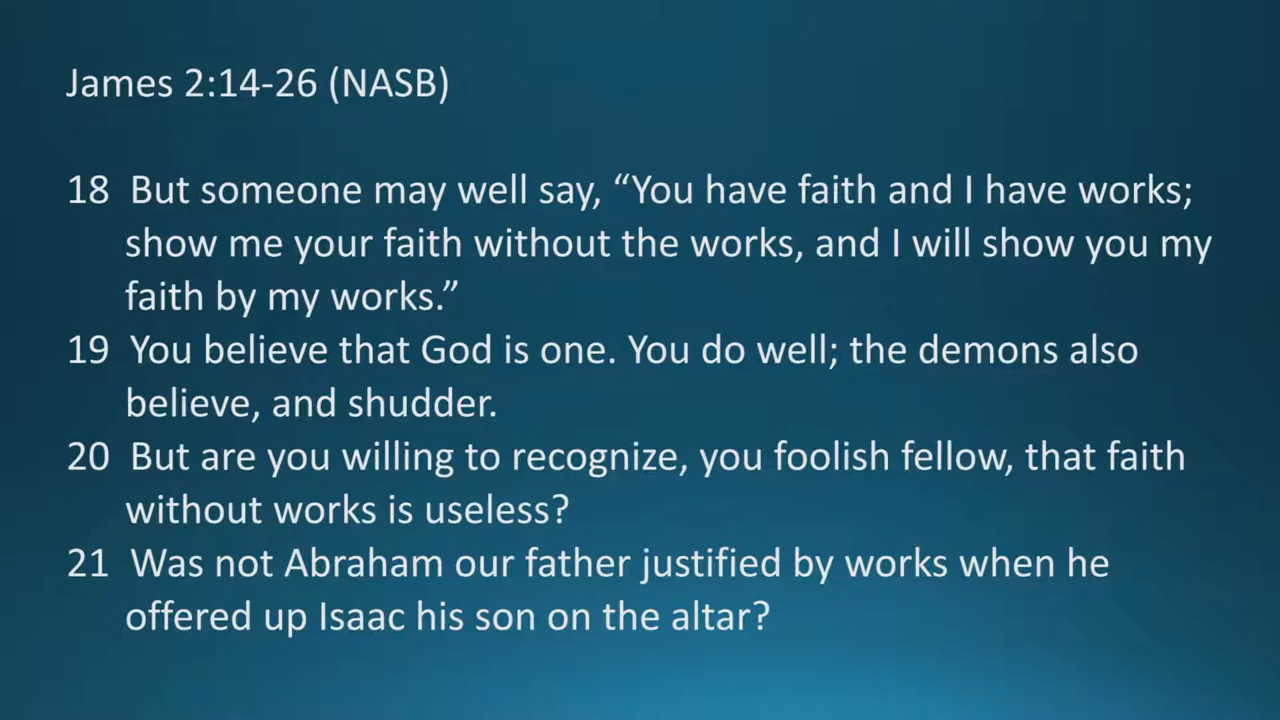 James 2:14-26 (NASB)
18 But someone may well say, “You have faith and I have works;
show me your faith without the works, and I will show you my
faith by my works.”
19 You believe that God is one. You do well; the demons also
believe, and shudder.
20 But are you willing to recognize, you foolish fellow, that faith
without works is useless?
21 Was not Abraham our father justified by works when he
offered up Isaac his son on the altar?